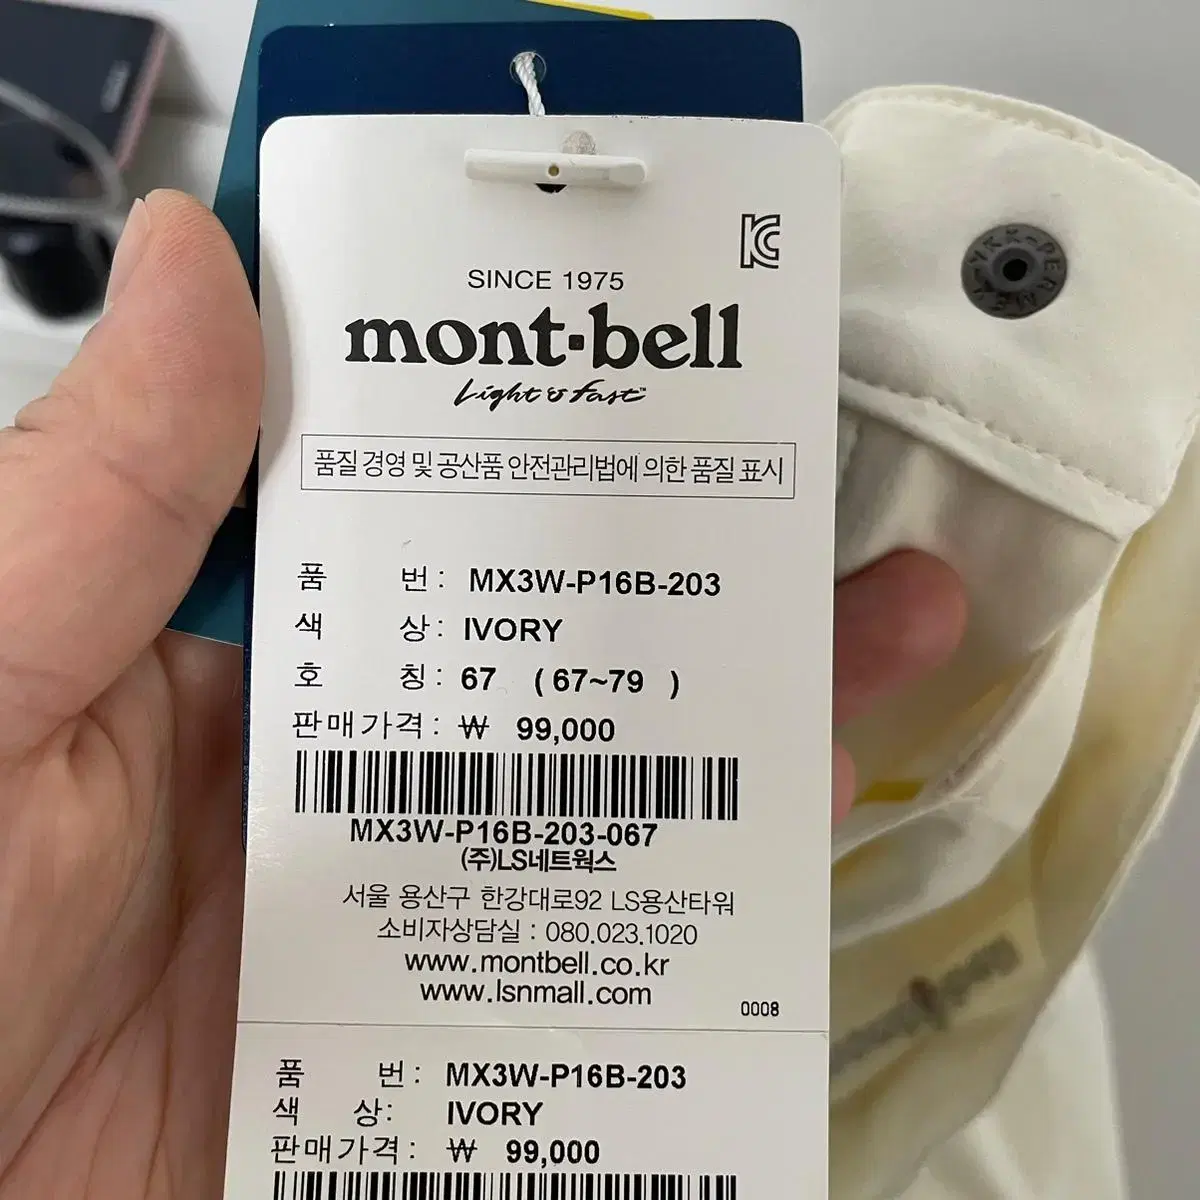 SINCE 1975
mont-bell
Light & Fast™
품질 경영 및 공산품 안전관리법에 의한 품질 표시
품 번: MX3W-P16B-203
색 상: IVORY
호 칭: 67 (67~79 )
판매가격: ₩ 99,000
MX3W-P16B-203-067
(주)LS네트웍스
서울 용산구 한강대로92 LS용산타워
소비자상담실 : 080.023.1020
www.montbell.co.kr
www.lsnmall.com
0008
품 번: MX3W-P16B-203
색 상: IVORY
판매가격: ₩ 99,000